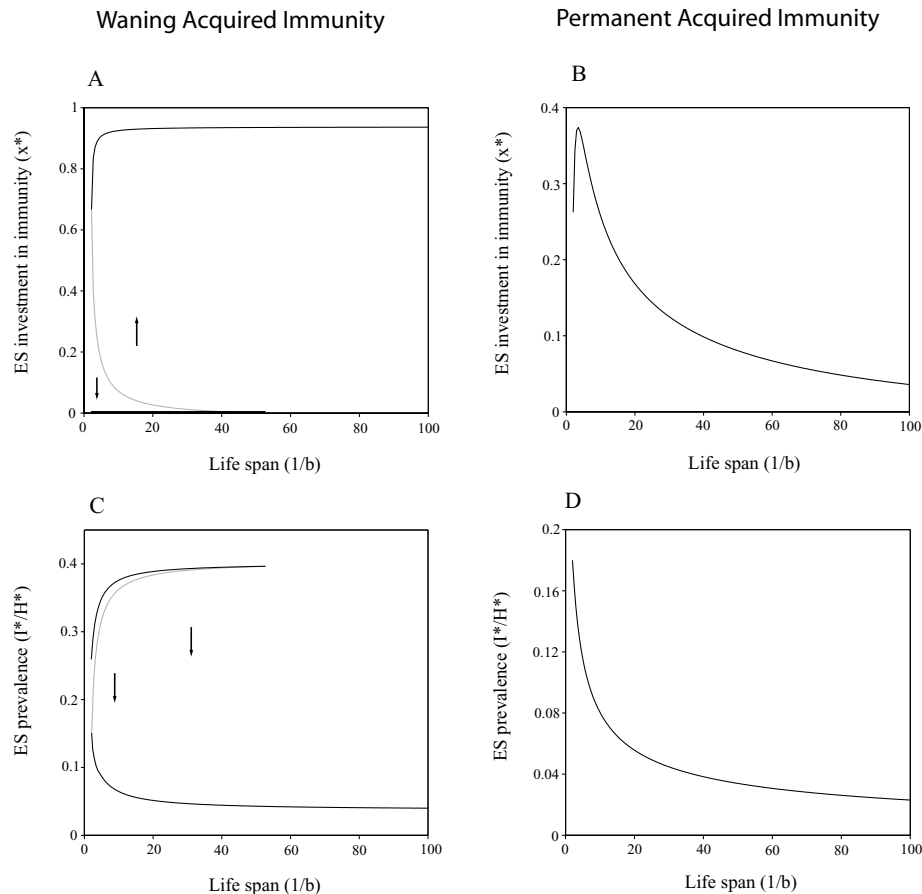 Waning Acquired Immunity
Permanent Acquired Immunity
A
1
0.8
0.6
0.4
0.2
0
0 20 40 60 80 100
ES investment in immunity (x*)
Life span (1/b)
B
0.4
0.3
0.2
0.1
0
0 20 40 60 80 100
ES investment in immunity (x*)
Life span (1/b)
C
0.4
0.3
0.2
0.1
0
0 20 40 60 80 100
ES prevalence (I*/H*)
Life span (1/b)
D
0.2
0.16
0.12
0.08
0.04
0
0 20 40 60 80 100
ES prevalence (I*/H*)
Life span (1/b)